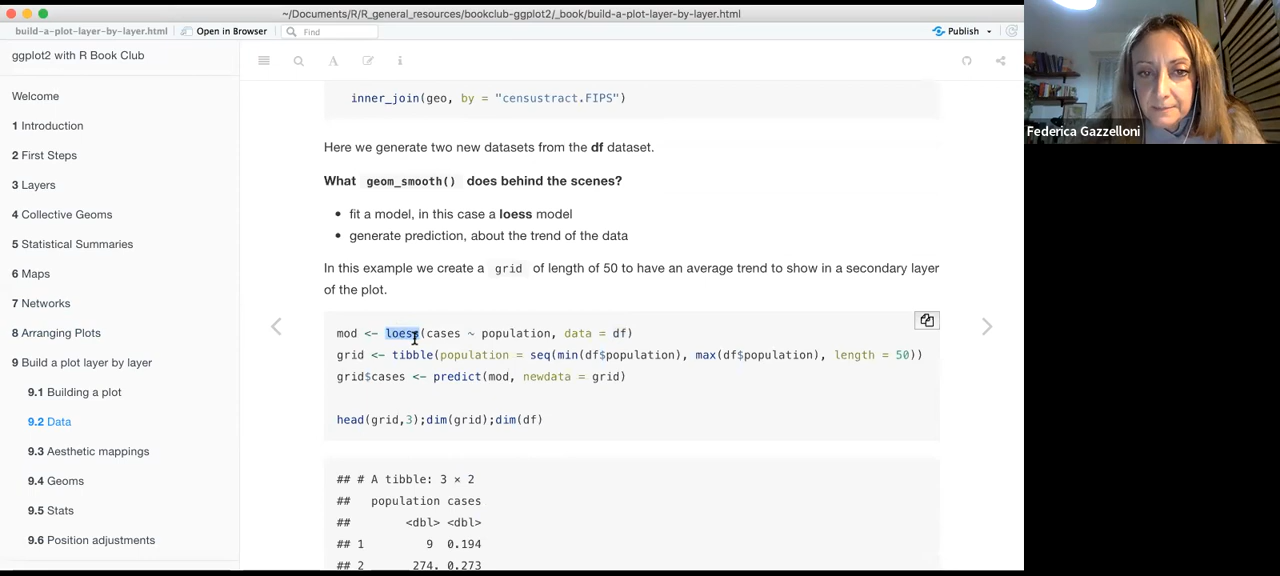 ~/Documents/R/R_general_resources/bookclub-ggplot2/_book/build-a-plot-layer-by-layer.html
build-a-plot-layer-by-layer.html
Open in Browser
Find
Publish
ggplot2 with R Book Club
Welcome
1 Introduction
2 First Steps
3 Layers
4 Collective Geoms
5 Statistical Summaries
6 Maps
7 Networks
8 Arranging Plots
9 Build a plot layer by layer
9.1 Building a plot
9.2 Data
9.3 Aesthetic mappings
9.4 Geoms
9.5 Stats
9.6 Position adjustments
A
i
inner_join(geo, by = "censustract.FIPS")
Here we generate two new datasets from the df dataset.
What geom_smooth() does behind the scenes?
• fit a model, in this case a loess model
• generate prediction, about the trend of the data
In this example we create a grid of length of 50 to have an average trend to show in a secondary layer
of the plot.
mod <- loess(cases ~ population, data = df)
grid <- tibble(population = seq(min(df$population), max(df$population), length = 50))
grid$cases <- predict(mod, newdata = grid)
head(grid,3);dim(grid);dim(df)
## # A tibble: 3 × 2
## population cases
## <dbl> <dbl>
## 1 9 0.194
## 2 274. 0.273
Federica Gazzelloni